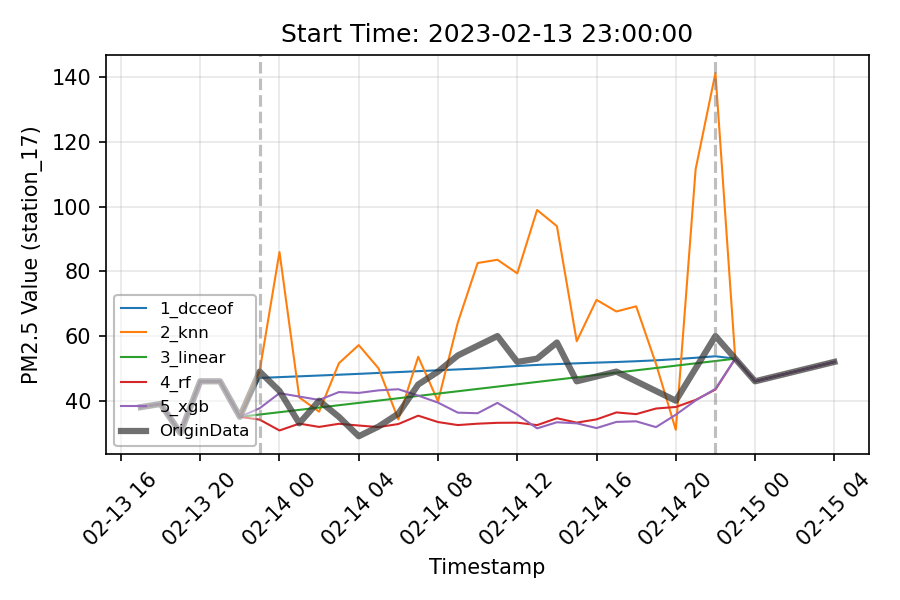 Start Time: 2023-02-13 23:00:00
PM2.5 Value (station_17)
140
120
100
80
60
40
1_dcceof
2_knn
3_linear
4_rf
5_xgb
OriginData
02-13 16
02-13 20
02-14 00
02-14 04
02-14 08
02-14 12
02-14 16
02-14 20
02-15 00
02-15 04
Timestamp